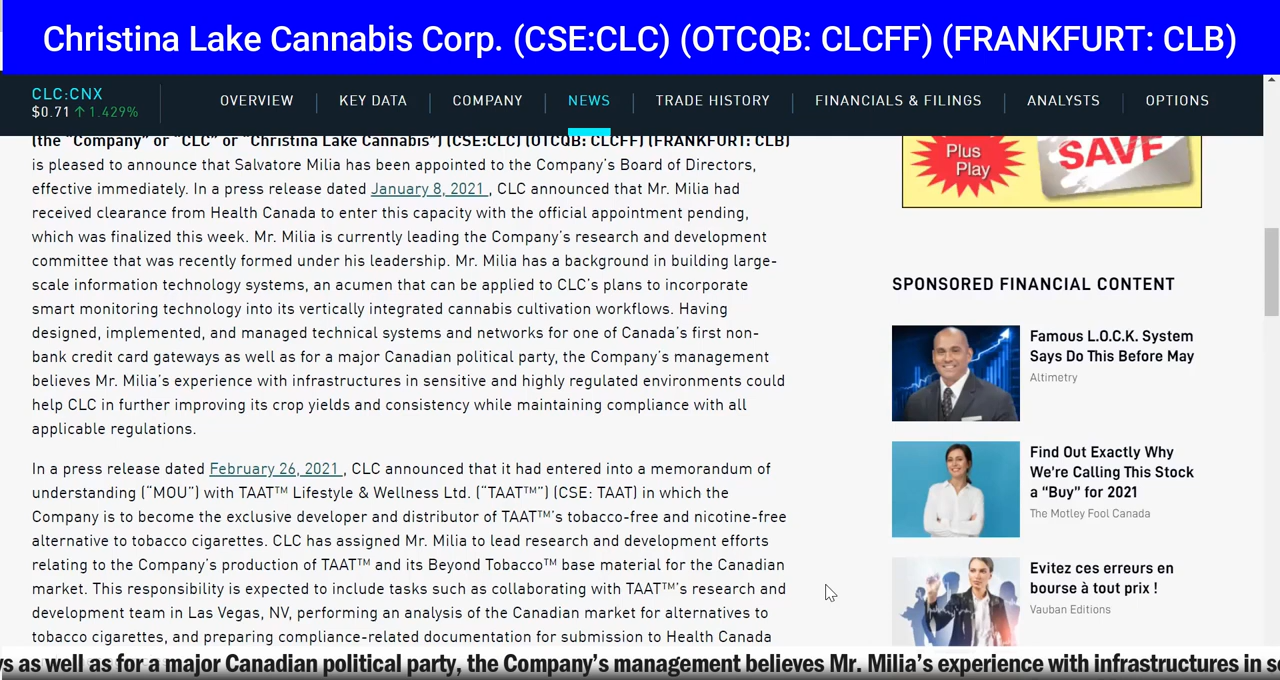 Christina Lake Cannabis Corp. (CSE:CLC) (OTCQB: CLCFF) (FRANKFURT: CLB)
CLC:CNX
$0.71 ↑ 1.429%
OVERVIEW | KEY DATA | COMPANY | NEWS | TRADE HISTORY | FINANCIALS & FILINGS | ANALYSTS | OPTIONS
(the “Company” or “CLC” or “Christina Lake Cannabis”) (CSE:CLC) (OTCQB: CLCFF) (FRANKFURT: CLB)
is pleased to announce that Salvatore Milia has been appointed to the Company’s Board of Directors,
effective immediately. In a press release dated January 8, 2021 , CLC announced that Mr. Milia had
received clearance from Health Canada to enter this capacity with the official appointment pending,
which was finalized this week. Mr. Milia is currently leading the Company’s research and development
committee that was recently formed under his leadership. Mr. Milia has a background in building large-
scale information technology systems, an acumen that can be applied to CLC’s plans to incorporate
smart monitoring technology into its vertically integrated cannabis cultivation workflows. Having
designed, implemented, and managed technical systems and networks for one of Canada’s first non-
bank credit card gateways as well as for a major Canadian political party, the Company’s management
believes Mr. Milia’s experience with infrastructures in sensitive and highly regulated environments could
help CLC in further improving its crop yields and consistency while maintaining compliance with all
applicable regulations.
In a press release dated February 26, 2021 , CLC announced that it had entered into a memorandum of
understanding (“MOU”) with TAAT™ Lifestyle & Wellness Ltd. (“TAAT™”) (CSE: TAAT) in which the
Company is to become the exclusive developer and distributor of TAAT™’s tobacco-free and nicotine-free
alternative to tobacco cigarettes. CLC has assigned Mr. Milia to lead research and development efforts
relating to the Company’s production of TAAT™ and its Beyond Tobacco™ base material for the Canadian
market. This responsibility is expected to include tasks such as collaborating with TAAT™’s research and
development team in Las Vegas, NV, performing an analysis of the Canadian market for alternatives to
tobacco cigarettes, and preparing compliance-related documentation for submission to Health Canada
Plus
Play
SAVE
SPONSORED FINANCIAL CONTENT
Famous L.O.C.K. System
Says Do This Before May
Altimetry
Find Out Exactly Why
We’re Calling This Stock
a “Buy” for 2021
The Motley Fool Canada
Evitez ces erreurs en
bourse à tout prix !
Vauban Editions
ys as well as for a major Canadian political party, the Company’s management believes Mr. Milia’s experience with infrastructures in se